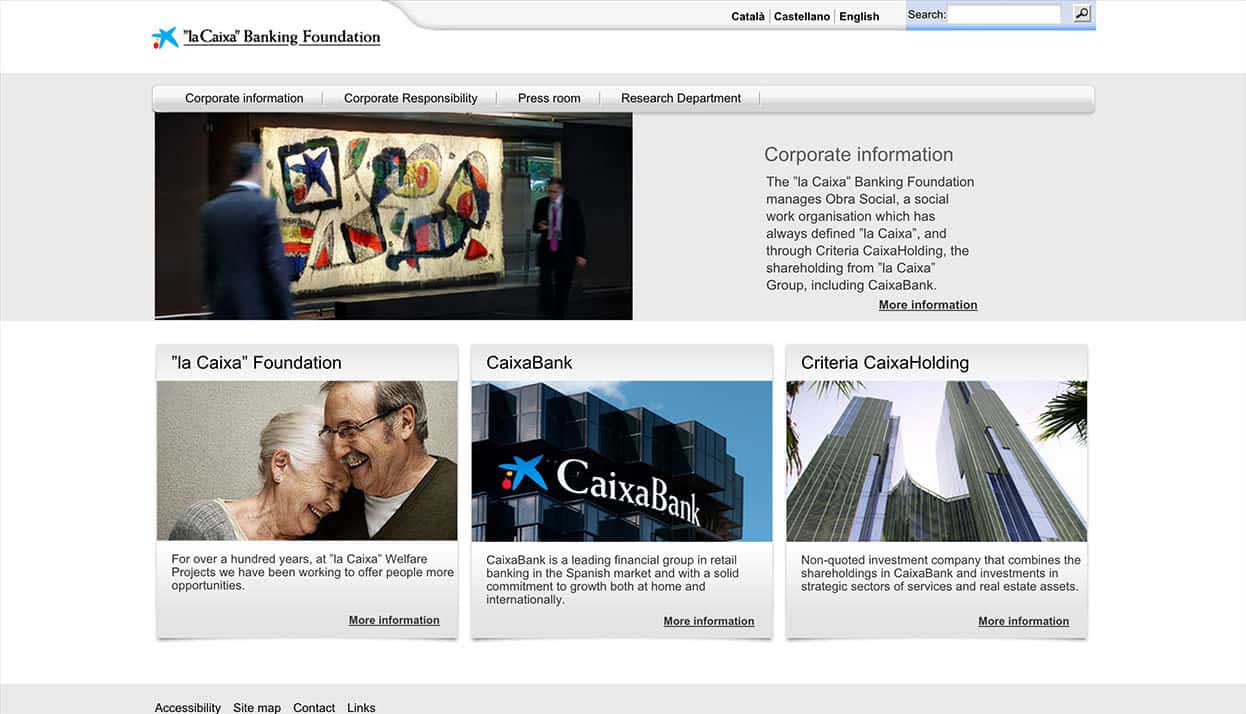 Català Castellano English Search:
"la Caixa" Banking Foundation
Corporate information Corporate Responsibility Press room Research Department
Corporate information
The "la Caixa" Banking Foundation
manages Obra Social, a social
work organisation which has
always defined "la Caixa", and
through Criteria CaixaHolding, the
shareholding from "la Caixa"
Group, including CaixaBank.
More information
"la Caixa" Foundation
For over a hundred years, at "la Caixa" Welfare
Projects we have been working to offer people more
opportunities.
More information
CaixaBank
CaixaBank
CaixaBank is a leading financial group in retail
banking in the Spanish market and with a solid
commitment to growth both at home and
internationally.
More information
Criteria CaixaHolding
Non-quoted investment company that combines the
shareholdings in CaixaBank and investments in
strategic sectors of services and real estate assets.
More information
Accessibility Site map Contact Links